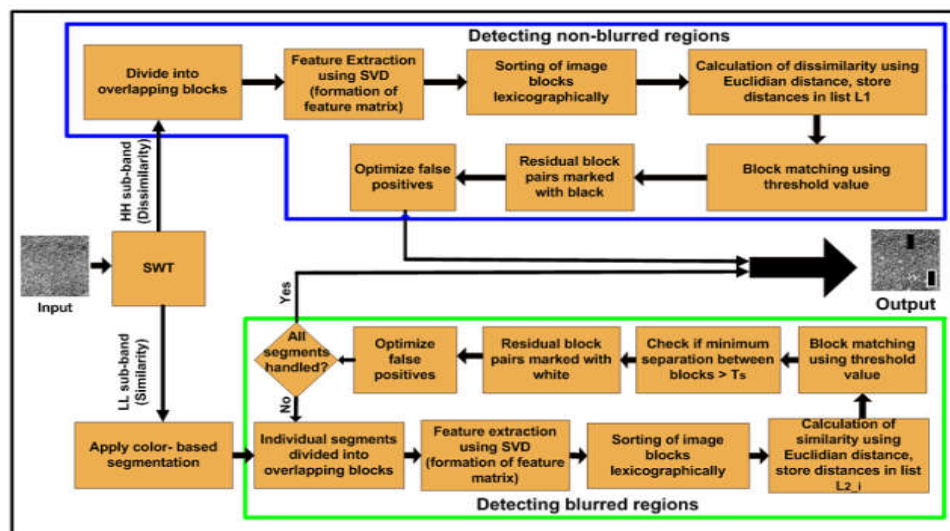 Detecting non-blurred regions
Divide into
overlapping blocks
Feature Extraction
using SVD
(formation of feature
matrix)
Sorting of image
blocks
lexicographically
Calculation of dissimilarity using
Euclidian distance, store
distances in list L1
HH sub-band
(Dissimilarity)
Optimize false
positives
Residual block
pairs marked
with black
Block matching using
threshold value
SWT
Input
Output
Yes
LL sub-band
(Similarity)
All
segments
handled?
Optimize
false
positives
Residual block
pairs marked with
white
Check if minimum
separation between
blocks > Ts
Block matching
using threshold
value
No
Apply color- based
segmentation
Individual segments
divided into
overlapping blocks
Feature extraction
using SVD
(formation of feature
matrix)
Sorting of image
blocks
lexicographically
Calculation of
similarity using
Euclidian distance,
store distances in list
L2_i
Detecting blurred regions